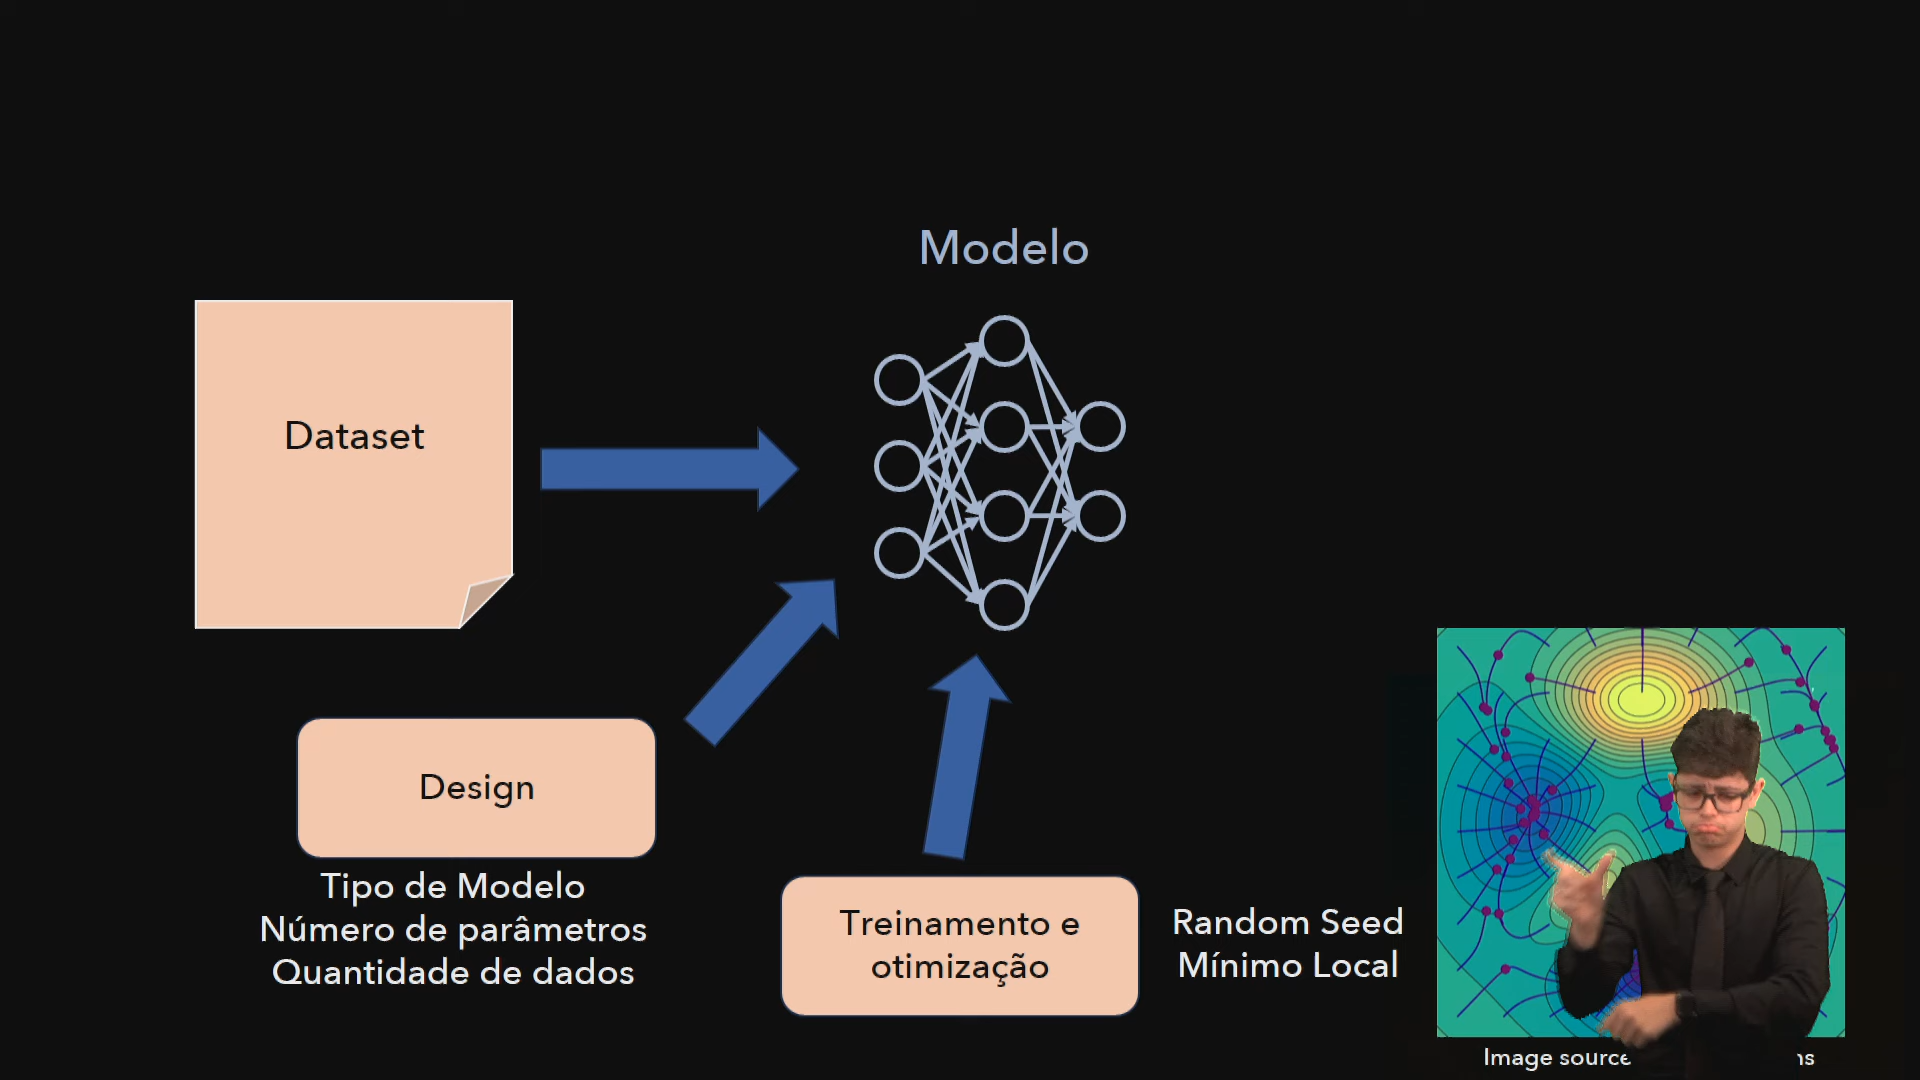 Modelo
Dataset
Design
Tipo de Modelo
Número de parâmetros
Quantidade de dados
Treinamento e
otimização
Random Seed
Mínimo Local
Image source